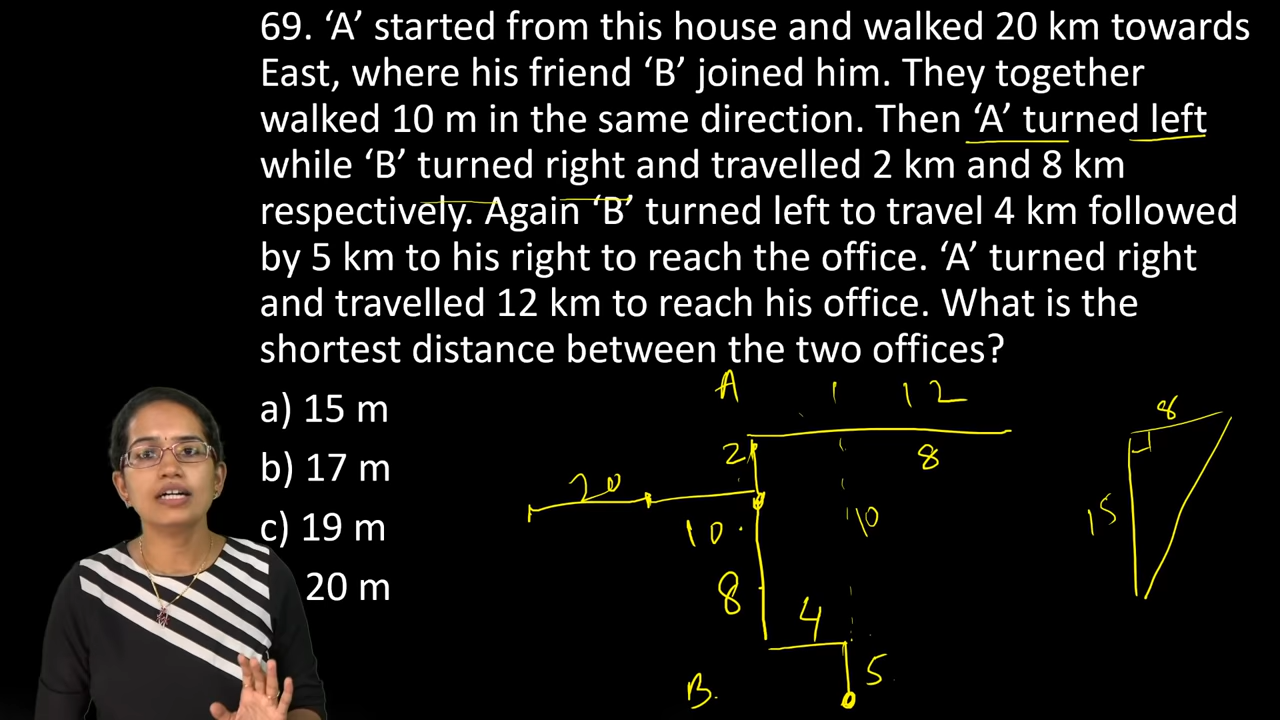 69. ‘A’ started from this house and walked 20 km towards
East, where his friend ‘B’ joined him. They together
walked 10 m in the same direction. Then ‘A’ turned left
while ‘B’ turned right and travelled 2 km and 8 km
respectively. Again ‘B’ turned left to travel 4 km followed
by 5 km to his right to reach the office. ‘A’ turned right
and travelled 12 km to reach his office. What is the
shortest distance between the two offices?
a) 15 m
b) 17 m
c) 19 m
20 m
A 12
8
2 8
20
10 10
15
8
4
5
B.